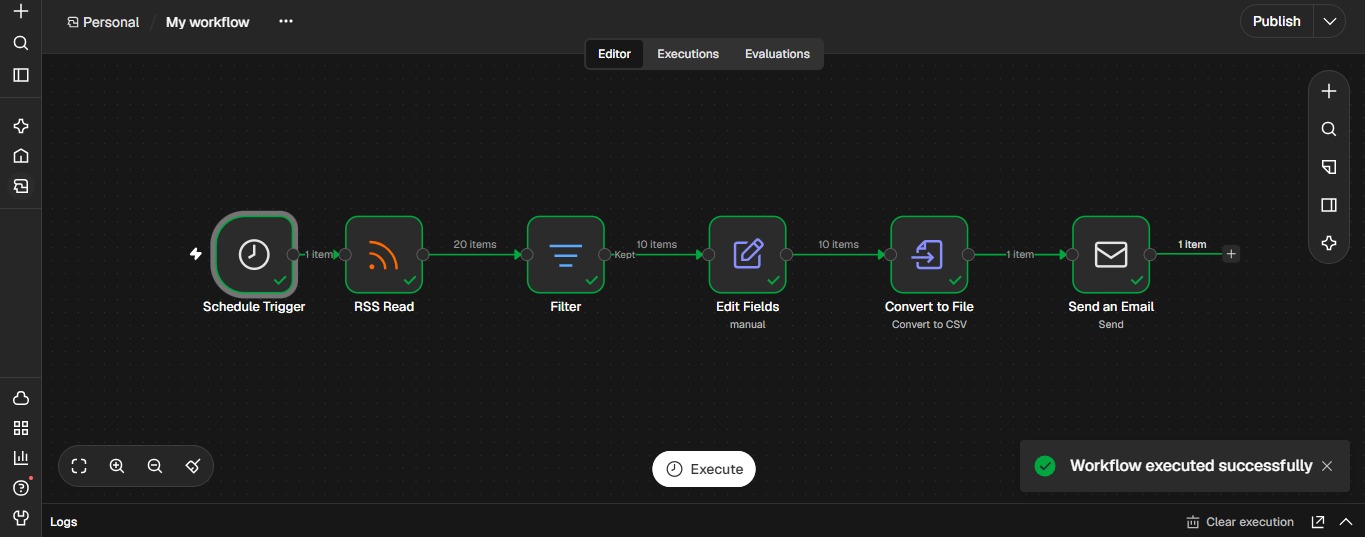 Personal / My workflow ...
Publish
Editor Executions Evaluations
1 item
20 items
Kept
10 items
10 items
1 item
1 item
Schedule Trigger
RSS Read
Filter
Edit Fields
manual
Convert to File
Convert to CSV
Send an Email
Send
Execute
Workflow executed successfully
Logs
Clear execution